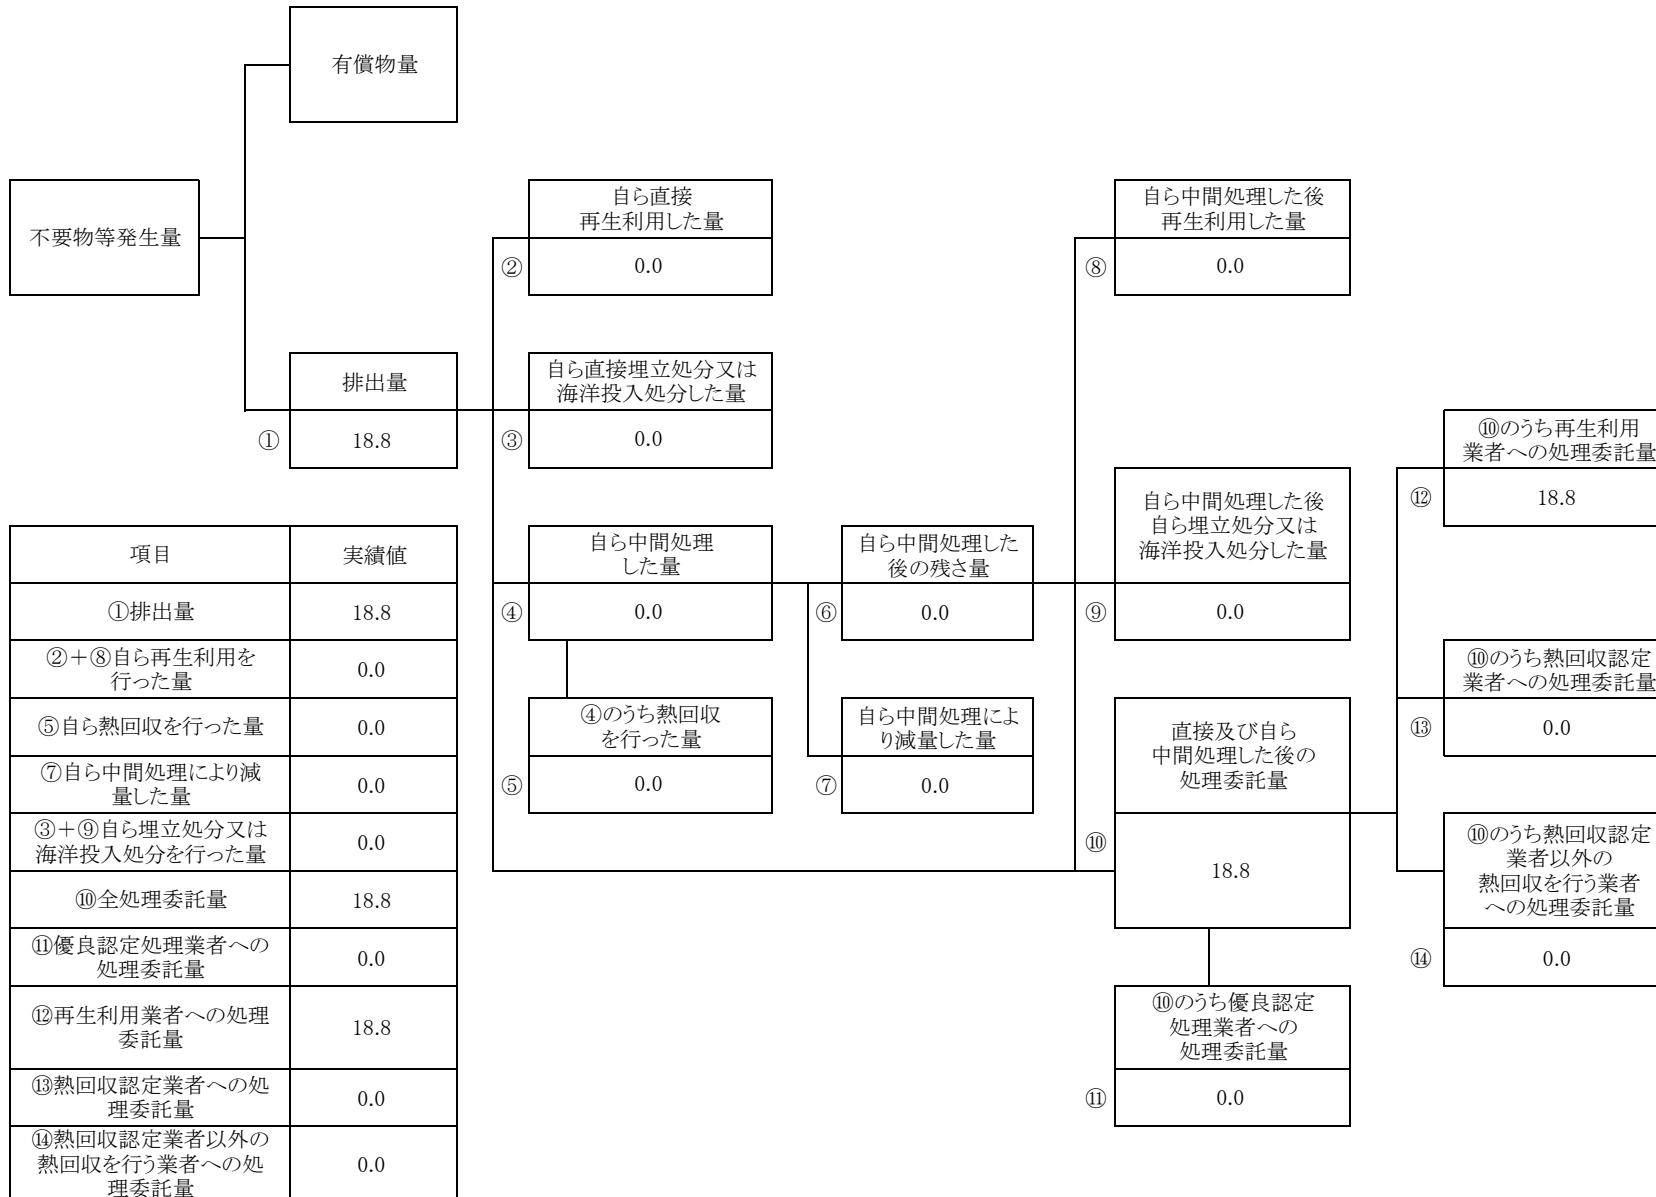 有償物量
不要物等発生量
自ら直接
再生利用した量
② 0.0
自ら中間処理した後
再生利用した量
⑧ 0.0
排出量
① 18.8
自ら直接埋立処分又は
海洋投入処分した量
③ 0.0
⑩のうち再生利用
業者への処理委託量
⑫ 18.8
自ら中間処理
した量
④ 0.0
自ら中間処理した
後の残さ量
⑥ 0.0
自ら中間処理した後
自ら埋立処分又は
海洋投入処分した量
⑨ 0.0
⑩のうち熱回収認定
業者への処理委託量
⑬ 0.0
④のうち熱回収
を行った量
⑤ 0.0
自ら中間処理によ
り減量した量
⑦ 0.0
直接及び自ら
中間処理した後の
処理委託量
⑩ 18.8
⑩のうち熱回収認定
業者以外の
熱回収を行う業者
への処理委託量
⑭ 0.0
⑩のうち優良認定
処理業者への
処理委託量
⑪ 0.0
項目 実績値
①排出量 18.8
②+⑧自ら再生利用を
行った量 0.0
⑤自ら熱回収を行った量 0.0
⑦自ら中間処理により減
量した量 0.0
③+⑨自ら埋立処分又は
海洋投入処分を行った量 0.0
⑩全処理委託量 18.8
⑪優良認定処理業者への
処理委託量 0.0
⑫再生利用業者への処理
委託量 18.8
⑬熱回収認定業者への処
理委託量 0.0
⑭熱回収認定業者以外の
熱回収を行う業者への処
理委託量 0.0